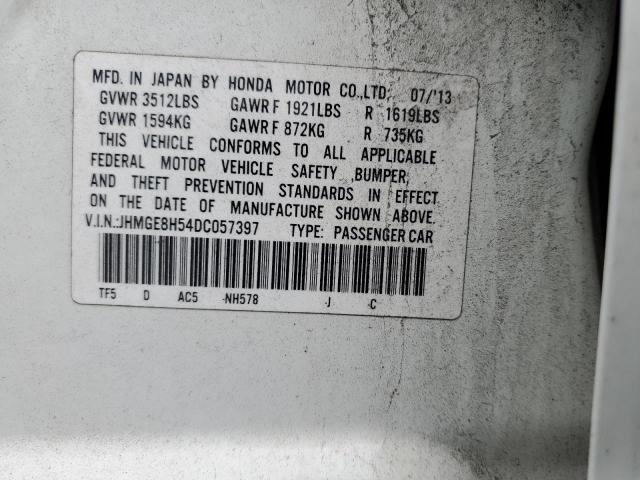 MFD. IN JAPAN BY HONDA MOTOR CO.,LTD. 07/'13
GVWR 3512LBS GAWR F 1921LBS R 1619LBS
GVWR 1594KG GAWR F 872KG R 735KG
THIS VEHICLE CONFORMS TO ALL APPLICABLE
FEDERAL MOTOR VEHICLE SAFETY ,BUMPER,
AND THEFT PREVENTION STANDARDS IN EFFECT
ON THE DATE OF MANUFACTURE SHOWN ABOVE.
V.I.N.:JHMGE8H54DC057397 TYPE: PASSENGER CAR
TF5 D AC5 -NH578 -J -C